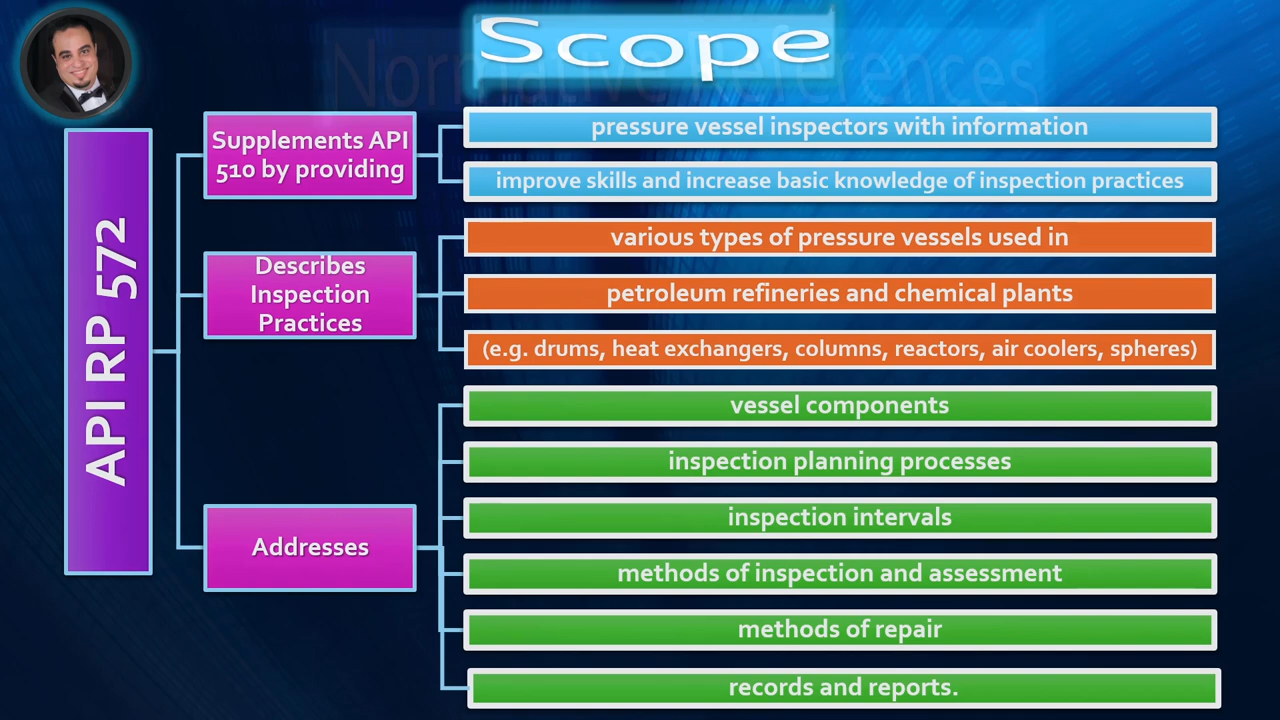 Scope
Normative References
API RP 572
Supplements API
510 by providing
pressure vessel inspectors with information
improve skills and increase basic knowledge of inspection practices
Describes
Inspection
Practices
various types of pressure vessels used in
petroleum refineries and chemical plants
(e.g. drums, heat exchangers, columns, reactors, air coolers, spheres)
Addresses
vessel components
inspection planning processes
inspection intervals
methods of inspection and assessment
methods of repair
records and reports.